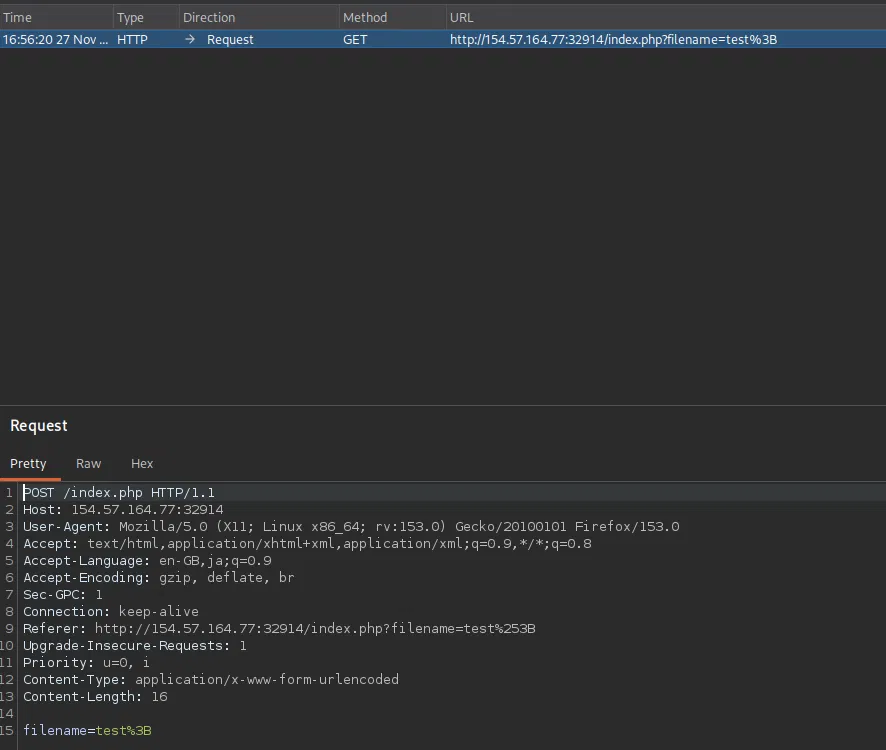 Time Type Direction Method URL
16:56:20 27 Nov ... HTTP → Request GET http://154.57.164.77:32914/index.php?filename=test%3B
Request
Pretty Raw Hex
1 POST /index.php HTTP/1.1
2 Host: 154.57.164.77:32914
3 User-Agent: Mozilla/5.0 (X11; Linux x86_64; rv:153.0) Gecko/20100101 Firefox/153.0
4 Accept: text/html,application/xhtml+xml,application/xml;q=0.9,*/*;q=0.8
5 Accept-Language: en-GB,ja;q=0.9
6 Accept-Encoding: gzip, deflate, br
7 Sec-GPC: 1
8 Connection: keep-alive
9 Referer: http://154.57.164.77:32914/index.php?filename=test%253B
10 Upgrade-Insecure-Requests: 1
11 Priority: u=0, i
12 Content-Type: application/x-www-form-urlencoded
13 Content-Length: 16
14
15 filename=test%3B